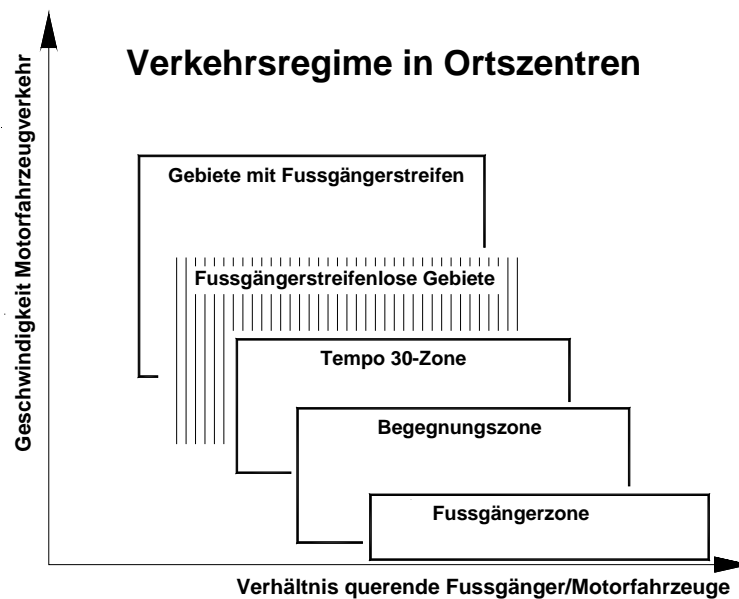 Verkehrsregime in Ortszentren
Geschwindigkeit Motorfahrzeugverkehr
Gebiete mit Fussgängerstreifen
Fussgängerstreifenlose Gebiete
Tempo 30-Zone
Begegnungszone
Fussgängerzone
Verhältnis querende Fussgänger/Motorfahrzeuge